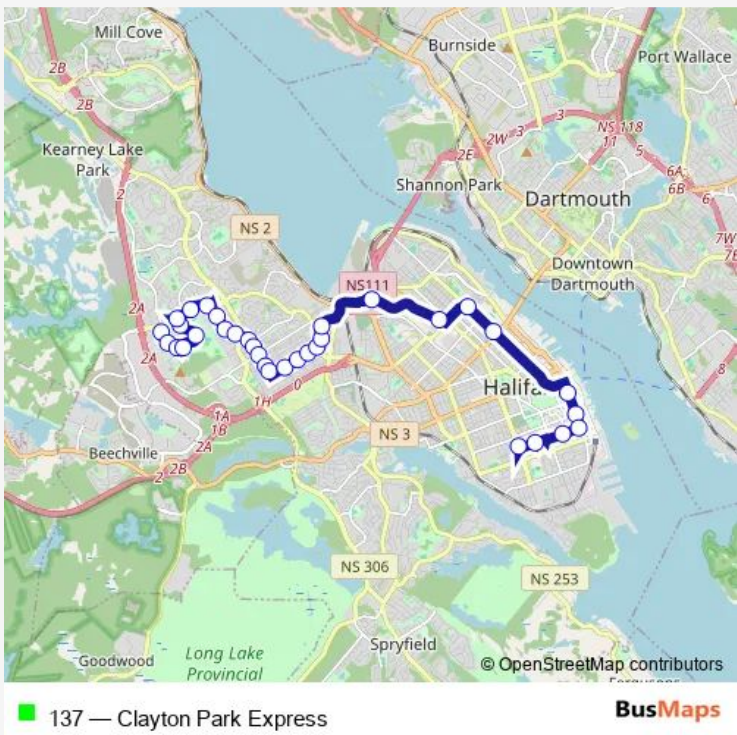 Mill Cove
Burnside
Port Wallace
2B
2B
2W
3
3
NS 118
11
5
Kearney Lake
Park
2E
6A
6B
6
2
Shannon Park
Dartmouth
NS 2
7W
Downtown
Dartmouth
NS111
2A
2A
8
0
1H
1A
1B
NS 3
2A
Beechville
2B
2
NS 306
NS 253
Spryfield
Long Lake
Provincial
Goodwood
© OpenStreetMap contributors
137 — Clayton Park Express
BusMaps